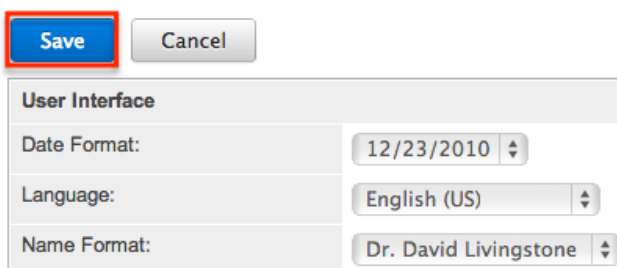 Save Cancel
User Interface
Date Format: 12/23/2010
Language: English (US)
Name Format: Dr. David Livingstone